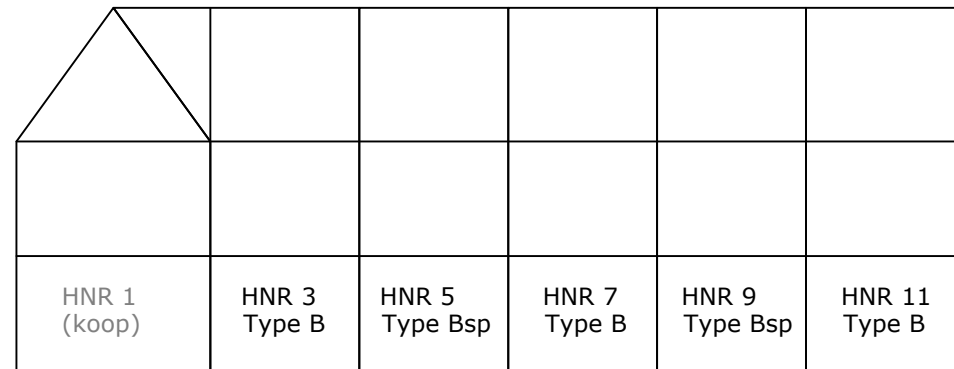 HNR 1
(koop)
HNR 3
Type B
HNR 5
Type Bsp
HNR 7
Type B
HNR 9
Type Bsp
HNR 11
Type B